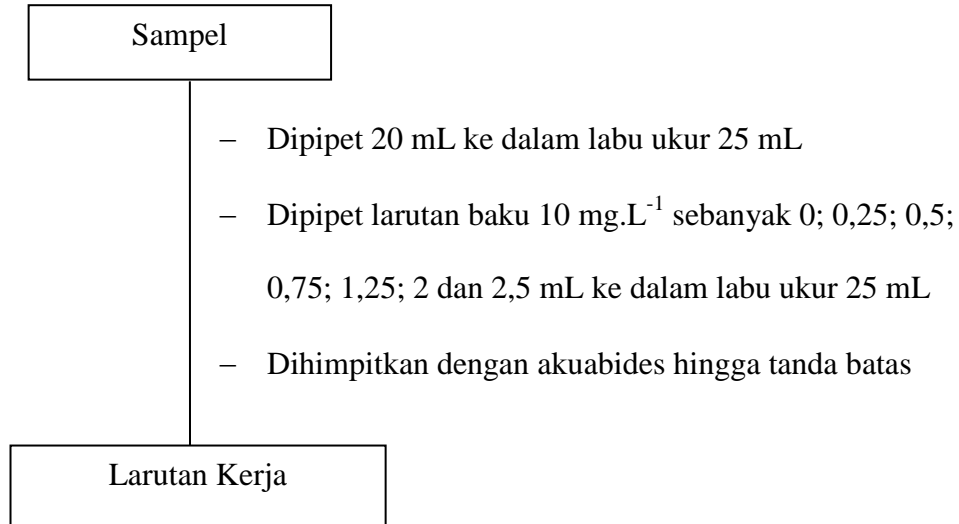 Sampel
– Dipipet 20 mL ke dalam labu ukur 25 mL
– Dipipet larutan baku 10 mg.L⁻¹ sebanyak 0; 0,25; 0,5;
0,75; 1,25; 2 dan 2,5 mL ke dalam labu ukur 25 mL
– Dihimpitkan dengan akuabides hingga tanda batas
Larutan Kerja